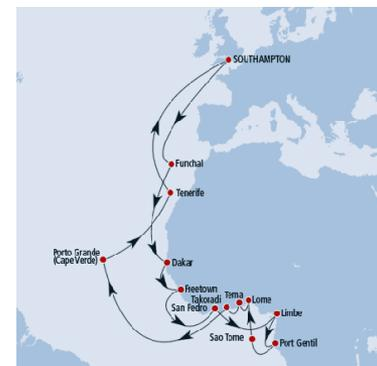 SOUTHAMPTON
Funchal
Tenerife
Porto Grande
(Cape Verde)
Dakar
Freetown
Takoradi
Tema
Lome
San Pedro
Limbe
Sao Tome
Port Gentil